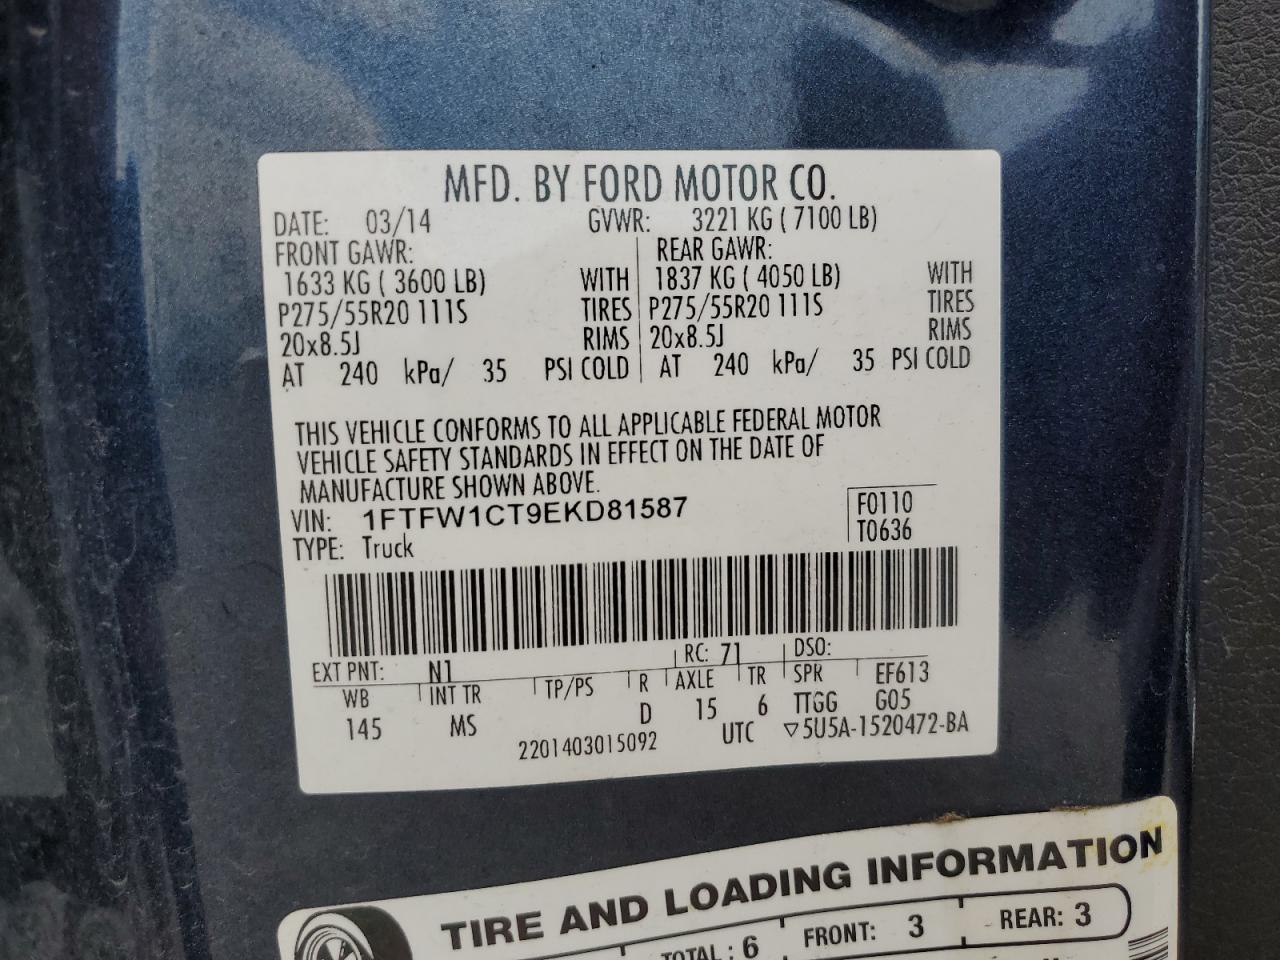 MFD. BY FORD MOTOR CO.
DATE: 03/14 GVWR: 3221 KG ( 7100 LB)
FRONT GAWR: REAR GAWR:
1633 KG ( 3600 LB) WITH 1837 KG ( 4050 LB) WITH
P275/55R20 111S TIRES P275/55R20 111S TIRES
20x8.5J RIMS 20x8.5J RIMS
AT 240 kPa/ 35 PSI COLD AT 240 kPa/ 35 PSI COLD
THIS VEHICLE CONFORMS TO ALL APPLICABLE FEDERAL MOTOR
VEHICLE SAFETY STANDARDS IN EFFECT ON THE DATE OF
MANUFACTURE SHOWN ABOVE.
VIN: 1FTFW1CT9EKD81587 F0110
TYPE: Truck T0636
EXT PNT: N1 RC: 71 DSO:
WB INT TR TP/PS R AXLE TR SPR EF613
145 MS D 15 6 TTGG G05
2201403015092 UTC ▽5U5A-1520472-BA
TIRE AND LOADING INFORMATION
TOTAL: 6 FRONT: 3 REAR: 3